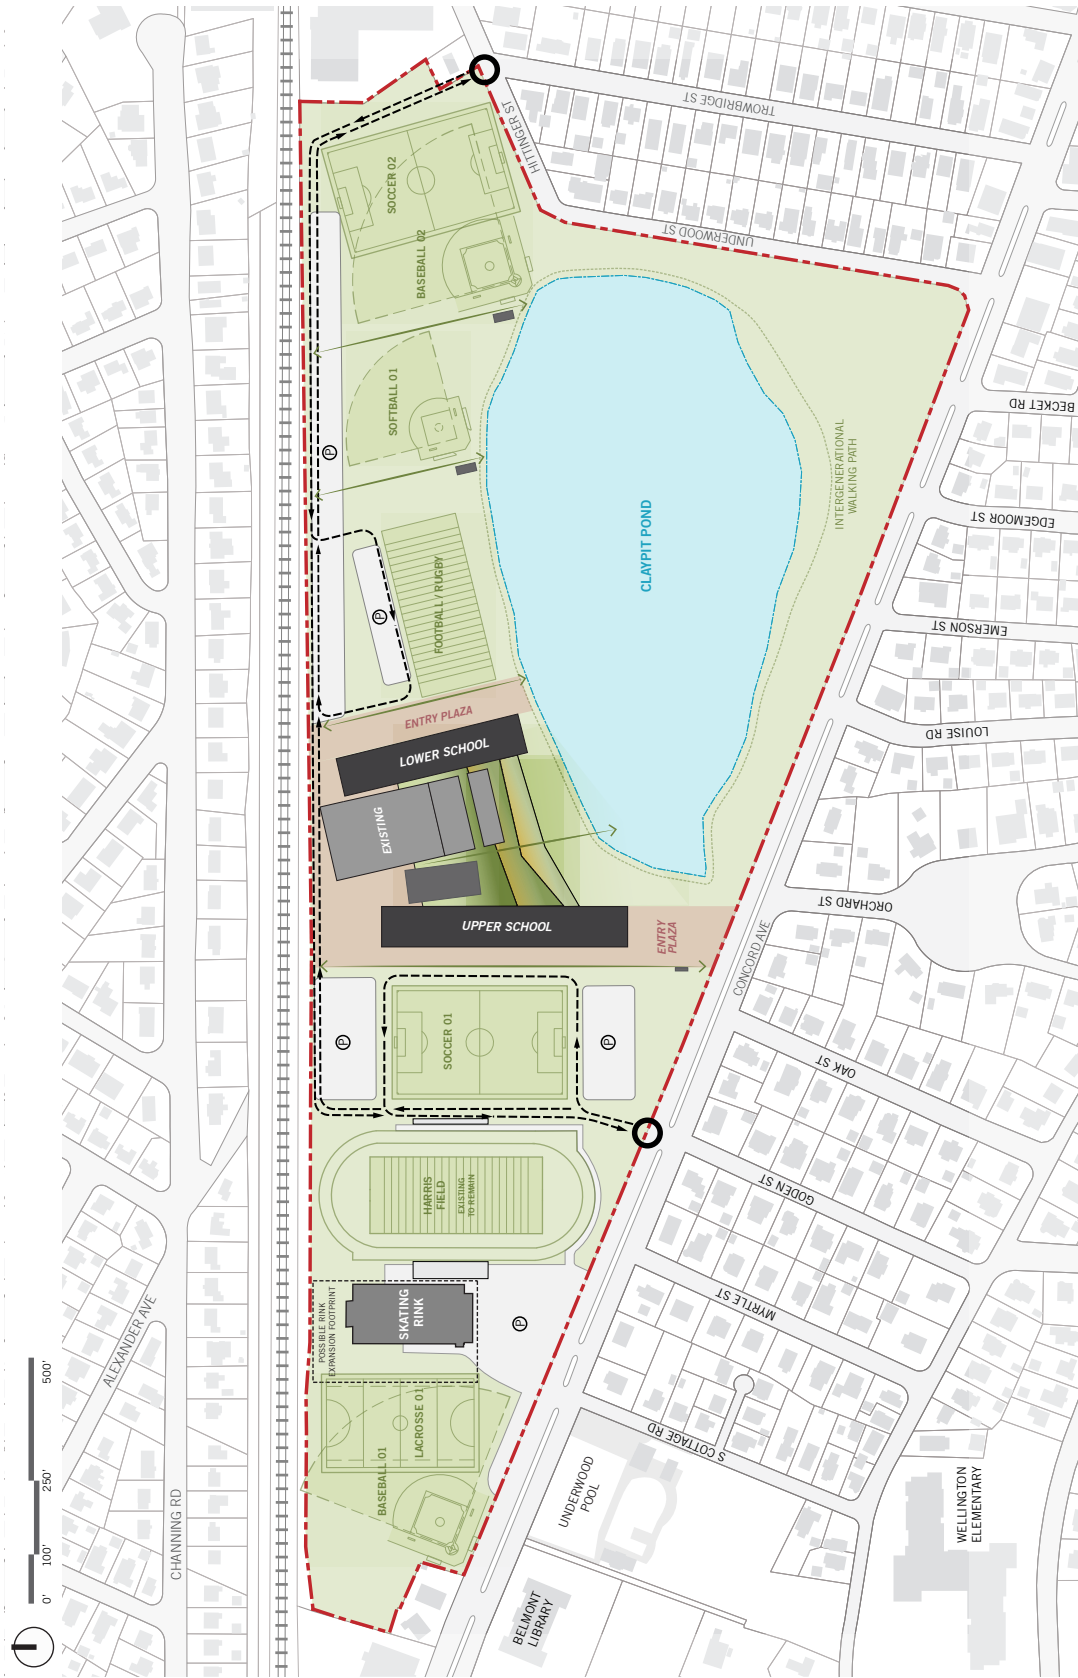 TROWBRIDGE ST
HITTINGER ST
UNDERWOOD ST
SOCCER 02
BASEBALL 02
SOFTBALL 01
P
P
FOOTBALL / RUGBY
CLAYPIT POND
INTERGENERATIONAL
WALKING PATH
BECKET RD
EDGEMOOR ST
EMERSON ST
LOUISE RD
ORCHARD ST
CONCORD AVE
OAK ST
GODEN ST
MYRTLE ST
S COTTAGE RD
ENTRY PLAZA
LOWER SCHOOL
EXISTING
UPPER SCHOOL
ENTRY
PLAZA
P
SOCCER 01
P
HARRIS
FIELD
EXISTING
TO REMAIN
POSSIBLE RINK
EXPANSION FOOTPRINT
SKATING
RINK
P
LACROSSE 01
BASEBALL 01
ALEXANDER AVE
CHANNING RD
UNDERWOOD
POOL
BELMONT
LIBRARY
WELLINGTON
ELEMENTARY
0'
100'
250'
500'